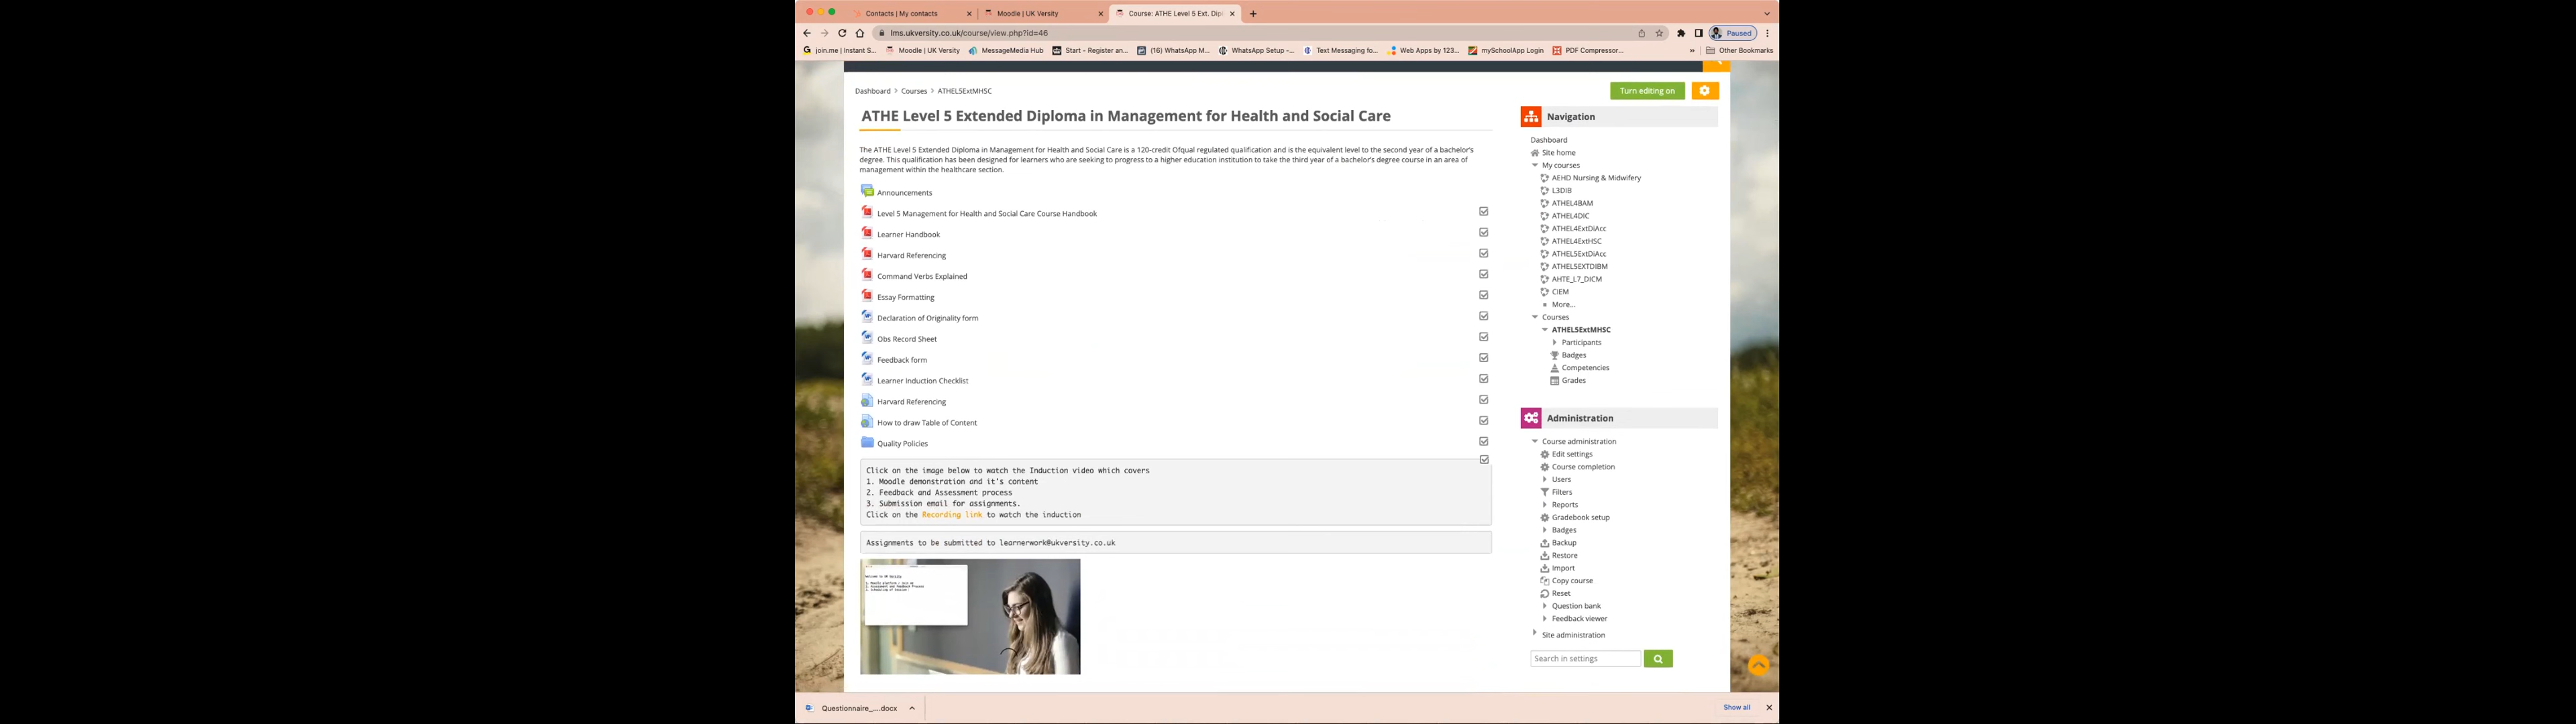 Contacts | My contacts
Moodle | UK Versity
Course: ATHE Level 5 Ext. Dip
lms.ukversity.co.uk/course/view.php?id=46
Paused
join.me | Instant S...
Moodle | UK Versity
MessageMedia Hub
Start - Register an...
(16) WhatsApp M...
WhatsApp Setup -...
Text Messaging fo...
Web Apps by 123...
mySchoolApp Login
PDF Compressor...
Other Bookmarks
Dashboard > Courses > ATHEL5ExtMHSC
Turn editing on
ATHE Level 5 Extended Diploma in Management for Health and Social Care
The ATHE Level 5 Extended Diploma in Management for Health and Social Care is a 120-credit Ofqual regulated qualification and is the equivalent level to the second year of a bachelor's
degree. This qualification has been designed for learners who are seeking to progress to a higher education institution to take the third year of a bachelor's degree course in an area of
management within the healthcare section.
Announcements
Level 5 Management for Health and Social Care Course Handbook
Learner Handbook
Harvard Referencing
Command Verbs Explained
Essay Formatting
Declaration of Originality form
Obs Record Sheet
Feedback form
Learner Induction Checklist
Harvard Referencing
How to draw Table of Content
Quality Policies
Click on the image below to watch the Induction video which covers
1. Moodle demonstration and it's content
2. Feedback and Assessment process
3. Submission email for assignments.
Click on the Recording link to watch the induction
Assignments to be submitted to learnerwork@ukversity.co.uk
Navigation
Dashboard
Site home
My courses
AEHD Nursing & Midwifery
L3DIB
ATHEL4BAM
ATHEL4DIC
ATHEL4ExtDiAcc
ATHEL4ExtHSC
ATHEL5ExtDiAcc
ATHEL5EXTDIBM
AHTE_L7_DICM
CIEM
More...
Courses
ATHEL5ExtMHSC
Participants
Badges
Competencies
Grades
Administration
Course administration
Edit settings
Course completion
Users
Filters
Reports
Gradebook setup
Badges
Backup
Restore
Import
Copy course
Reset
Question bank
Feedback viewer
Site administration
Search in settings
Questionnaire_....docx
Show all